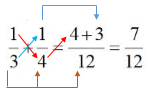 1/3 + 1/4 = 4+3/12 = 7/12